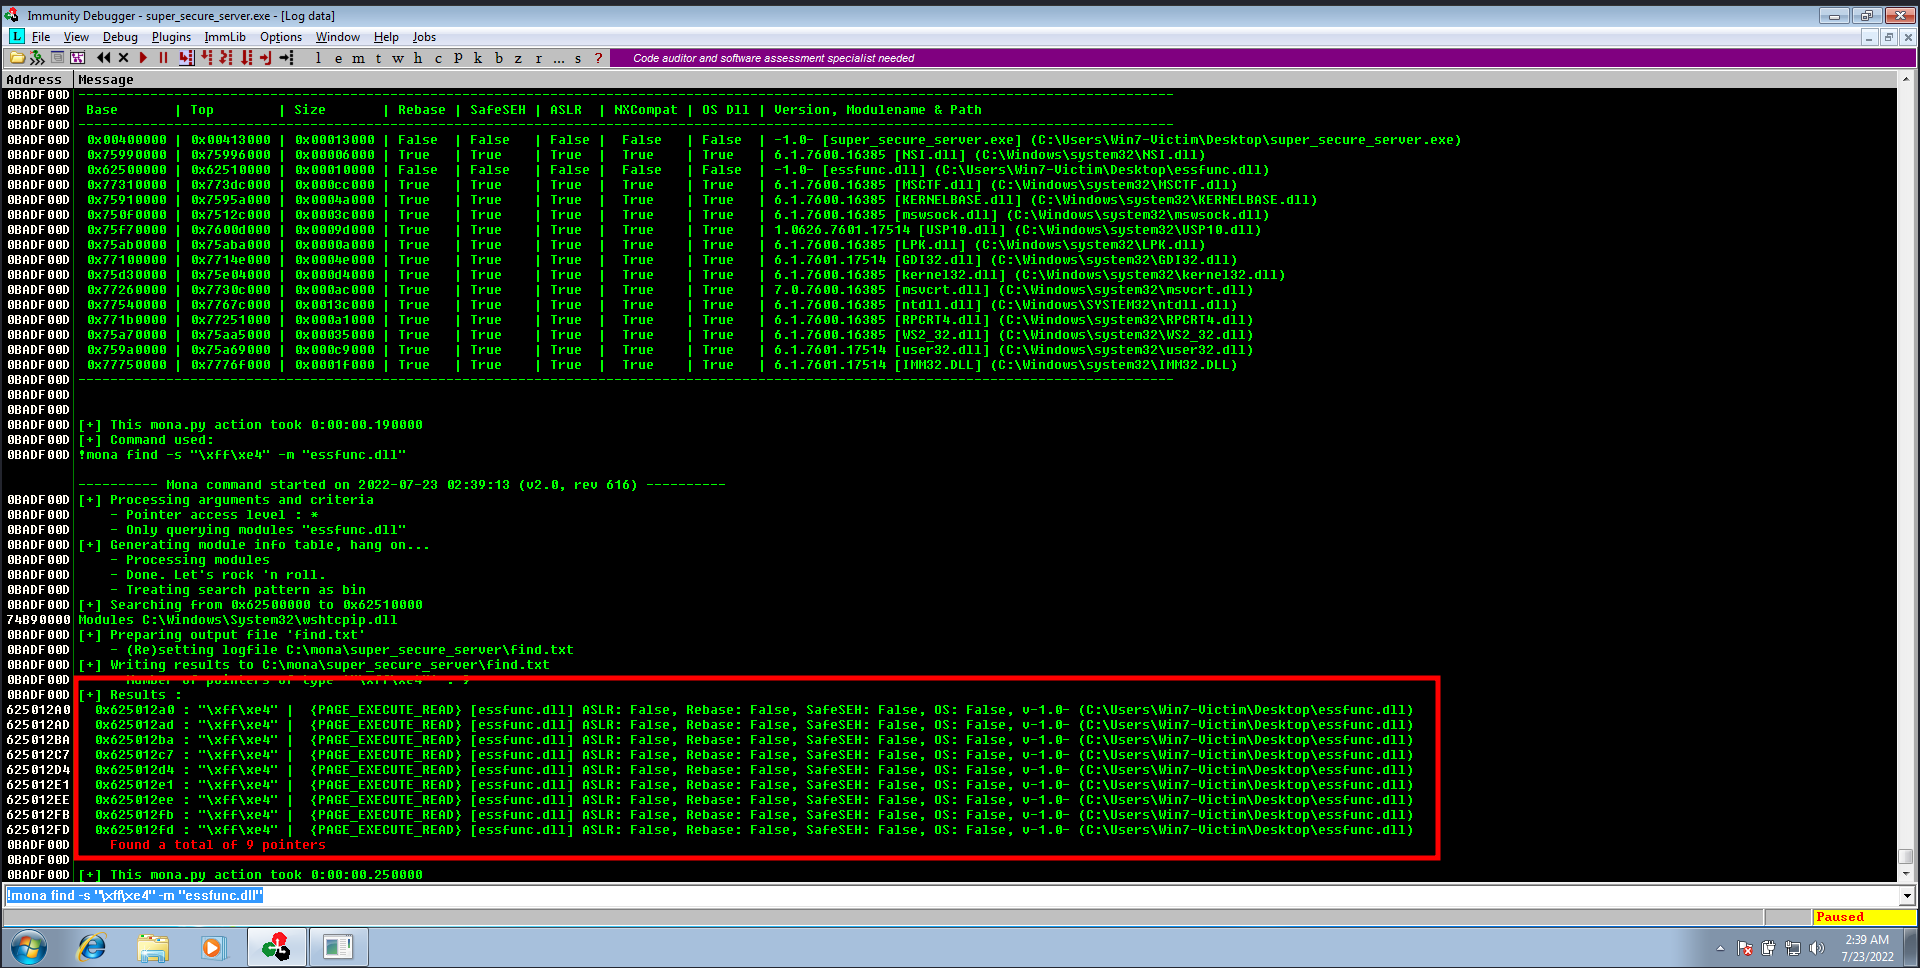 Immunity Debugger - super_secure_server.exe - [Log data]
L File View Debug Plugins ImmLib Options Window Help Jobs
l e m t w h c P k b z r ... s ? Code auditor and software assessment specialist needed
Address Message
0BADF00D --------------------------------------------------------------------------------------------------------------------------------------
0BADF00D Base | Top | Size | Rebase | SafeSEH | ASLR | NXCompat | OS Dll | Version, Modulename & Path
0BADF00D --------------------------------------------------------------------------------------------------------------------------------------
0BADF00D 0x00400000 | 0x00413000 | 0x00013000 | False | False | False | False | False | -1.0- [super_secure_server.exe] (C:\Users\Win7-Victim\Desktop\super_secure_server.exe)
0BADF00D 0x75990000 | 0x75996000 | 0x00006000 | True | True | True | True | True | 6.1.7600.16385 [NSI.dll] (C:\Windows\system32\NSI.dll)
0BADF00D 0x62500000 | 0x62510000 | 0x00010000 | False | False | False | False | False | -1.0- [essfunc.dll] (C:\Users\Win7-Victim\Desktop\essfunc.dll)
0BADF00D 0x77310000 | 0x773dc000 | 0x000cc000 | True | True | True | True | True | 6.1.7600.16385 [MSCTF.dll] (C:\Windows\system32\MSCTF.dll)
0BADF00D 0x75910000 | 0x7595a000 | 0x0004a000 | True | True | True | True | True | 6.1.7600.16385 [KERNELBASE.dll] (C:\Windows\system32\KERNELBASE.dll)
0BADF00D 0x750f0000 | 0x7512c000 | 0x0003c000 | True | True | True | True | True | 6.1.7600.16385 [mswsock.dll] (C:\Windows\system32\mswsock.dll)
0BADF00D 0x75f70000 | 0x7600d000 | 0x0009d000 | True | True | True | True | True | 1.0626.7601.17514 [USP10.dll] (C:\Windows\system32\USP10.dll)
0BADF00D 0x75ab0000 | 0x75aba000 | 0x0000a000 | True | True | True | True | True | 6.1.7600.16385 [LPK.dll] (C:\Windows\system32\LPK.dll)
0BADF00D 0x77100000 | 0x7714e000 | 0x0004e000 | True | True | True | True | True | 6.1.7601.17514 [GDI32.dll] (C:\Windows\system32\GDI32.dll)
0BADF00D 0x75d30000 | 0x75e04000 | 0x000d4000 | True | True | True | True | True | 6.1.7600.16385 [kernel32.dll] (C:\Windows\system32\kernel32.dll)
0BADF00D 0x77260000 | 0x7730c000 | 0x000ac000 | True | True | True | True | True | 7.0.7600.16385 [msvcrt.dll] (C:\Windows\system32\msvcrt.dll)
0BADF00D 0x77540000 | 0x7767c000 | 0x0013c000 | True | True | True | True | True | 6.1.7600.16385 [ntdll.dll] (C:\Windows\SYSTEM32\ntdll.dll)
0BADF00D 0x771b0000 | 0x77251000 | 0x000a1000 | True | True | True | True | True | 6.1.7600.16385 [RPCRT4.dll] (C:\Windows\system32\RPCRT4.dll)
0BADF00D 0x75a70000 | 0x75aa5000 | 0x00035000 | True | True | True | True | True | 6.1.7600.16385 [WS2_32.dll] (C:\Windows\system32\WS2_32.dll)
0BADF00D 0x759a0000 | 0x75a69000 | 0x000c9000 | True | True | True | True | True | 6.1.7601.17514 [user32.dll] (C:\Windows\system32\user32.dll)
0BADF00D 0x77750000 | 0x7776f000 | 0x0001f000 | True | True | True | True | True | 6.1.7601.17514 [IMM32.DLL] (C:\Windows\system32\IMM32.DLL)
0BADF00D --------------------------------------------------------------------------------------------------------------------------------------
0BADF00D
0BADF00D
0BADF00D [+] This mona.py action took 0:00:00.190000
0BADF00D [+] Command used:
0BADF00D !mona find -s "\xff\xe4" -m "essfunc.dll"
---------- Mona command started on 2022-07-23 02:39:13 (v2.0, rev 616) ----------
0BADF00D [+] Processing arguments and criteria
0BADF00D - Pointer access level : *
0BADF00D - Only querying modules "essfunc.dll"
0BADF00D [+] Generating module info table, hang on...
0BADF00D - Processing modules
0BADF00D - Done. Let's rock 'n roll.
0BADF00D - Treating search pattern as bin
0BADF00D [+] Searching from 0x62500000 to 0x62510000
74B90000 Modules C:\Windows\System32\wshtcpip.dll
0BADF00D [+] Preparing output file 'find.txt'
0BADF00D - (Re)setting logfile C:\mona\super_secure_server\find.txt
0BADF00D [+] Writing results to C:\mona\super_secure_server\find.txt
0BADF00D - Number of pointers of type '"\xff\xe4"' : 9
0BADF00D [+] Results :
625012A0 0x625012a0 : "\xff\xe4" | {PAGE_EXECUTE_READ} [essfunc.dll] ASLR: False, Rebase: False, SafeSEH: False, OS: False, v-1.0- (C:\Users\Win7-Victim\Desktop\essfunc.dll)
625012AD 0x625012ad : "\xff\xe4" | {PAGE_EXECUTE_READ} [essfunc.dll] ASLR: False, Rebase: False, SafeSEH: False, OS: False, v-1.0- (C:\Users\Win7-Victim\Desktop\essfunc.dll)
625012BA 0x625012ba : "\xff\xe4" | {PAGE_EXECUTE_READ} [essfunc.dll] ASLR: False, Rebase: False, SafeSEH: False, OS: False, v-1.0- (C:\Users\Win7-Victim\Desktop\essfunc.dll)
625012C7 0x625012c7 : "\xff\xe4" | {PAGE_EXECUTE_READ} [essfunc.dll] ASLR: False, Rebase: False, SafeSEH: False, OS: False, v-1.0- (C:\Users\Win7-Victim\Desktop\essfunc.dll)
625012D4 0x625012d4 : "\xff\xe4" | {PAGE_EXECUTE_READ} [essfunc.dll] ASLR: False, Rebase: False, SafeSEH: False, OS: False, v-1.0- (C:\Users\Win7-Victim\Desktop\essfunc.dll)
625012E1 0x625012e1 : "\xff\xe4" | {PAGE_EXECUTE_READ} [essfunc.dll] ASLR: False, Rebase: False, SafeSEH: False, OS: False, v-1.0- (C:\Users\Win7-Victim\Desktop\essfunc.dll)
625012EE 0x625012ee : "\xff\xe4" | {PAGE_EXECUTE_READ} [essfunc.dll] ASLR: False, Rebase: False, SafeSEH: False, OS: False, v-1.0- (C:\Users\Win7-Victim\Desktop\essfunc.dll)
625012FB 0x625012fb : "\xff\xe4" | {PAGE_EXECUTE_READ} [essfunc.dll] ASLR: False, Rebase: False, SafeSEH: False, OS: False, v-1.0- (C:\Users\Win7-Victim\Desktop\essfunc.dll)
625012FD 0x625012fd : "\xff\xe4" | {PAGE_EXECUTE_READ} [essfunc.dll] ASLR: False, Rebase: False, SafeSEH: False, OS: False, v-1.0- (C:\Users\Win7-Victim\Desktop\essfunc.dll)
0BADF00D Found a total of 9 pointers
0BADF00D
0BADF00D [+] This mona.py action took 0:00:00.250000
!mona find -s "\xff\xe4" -m "essfunc.dll"
Paused
2:39 AM
7/23/2022